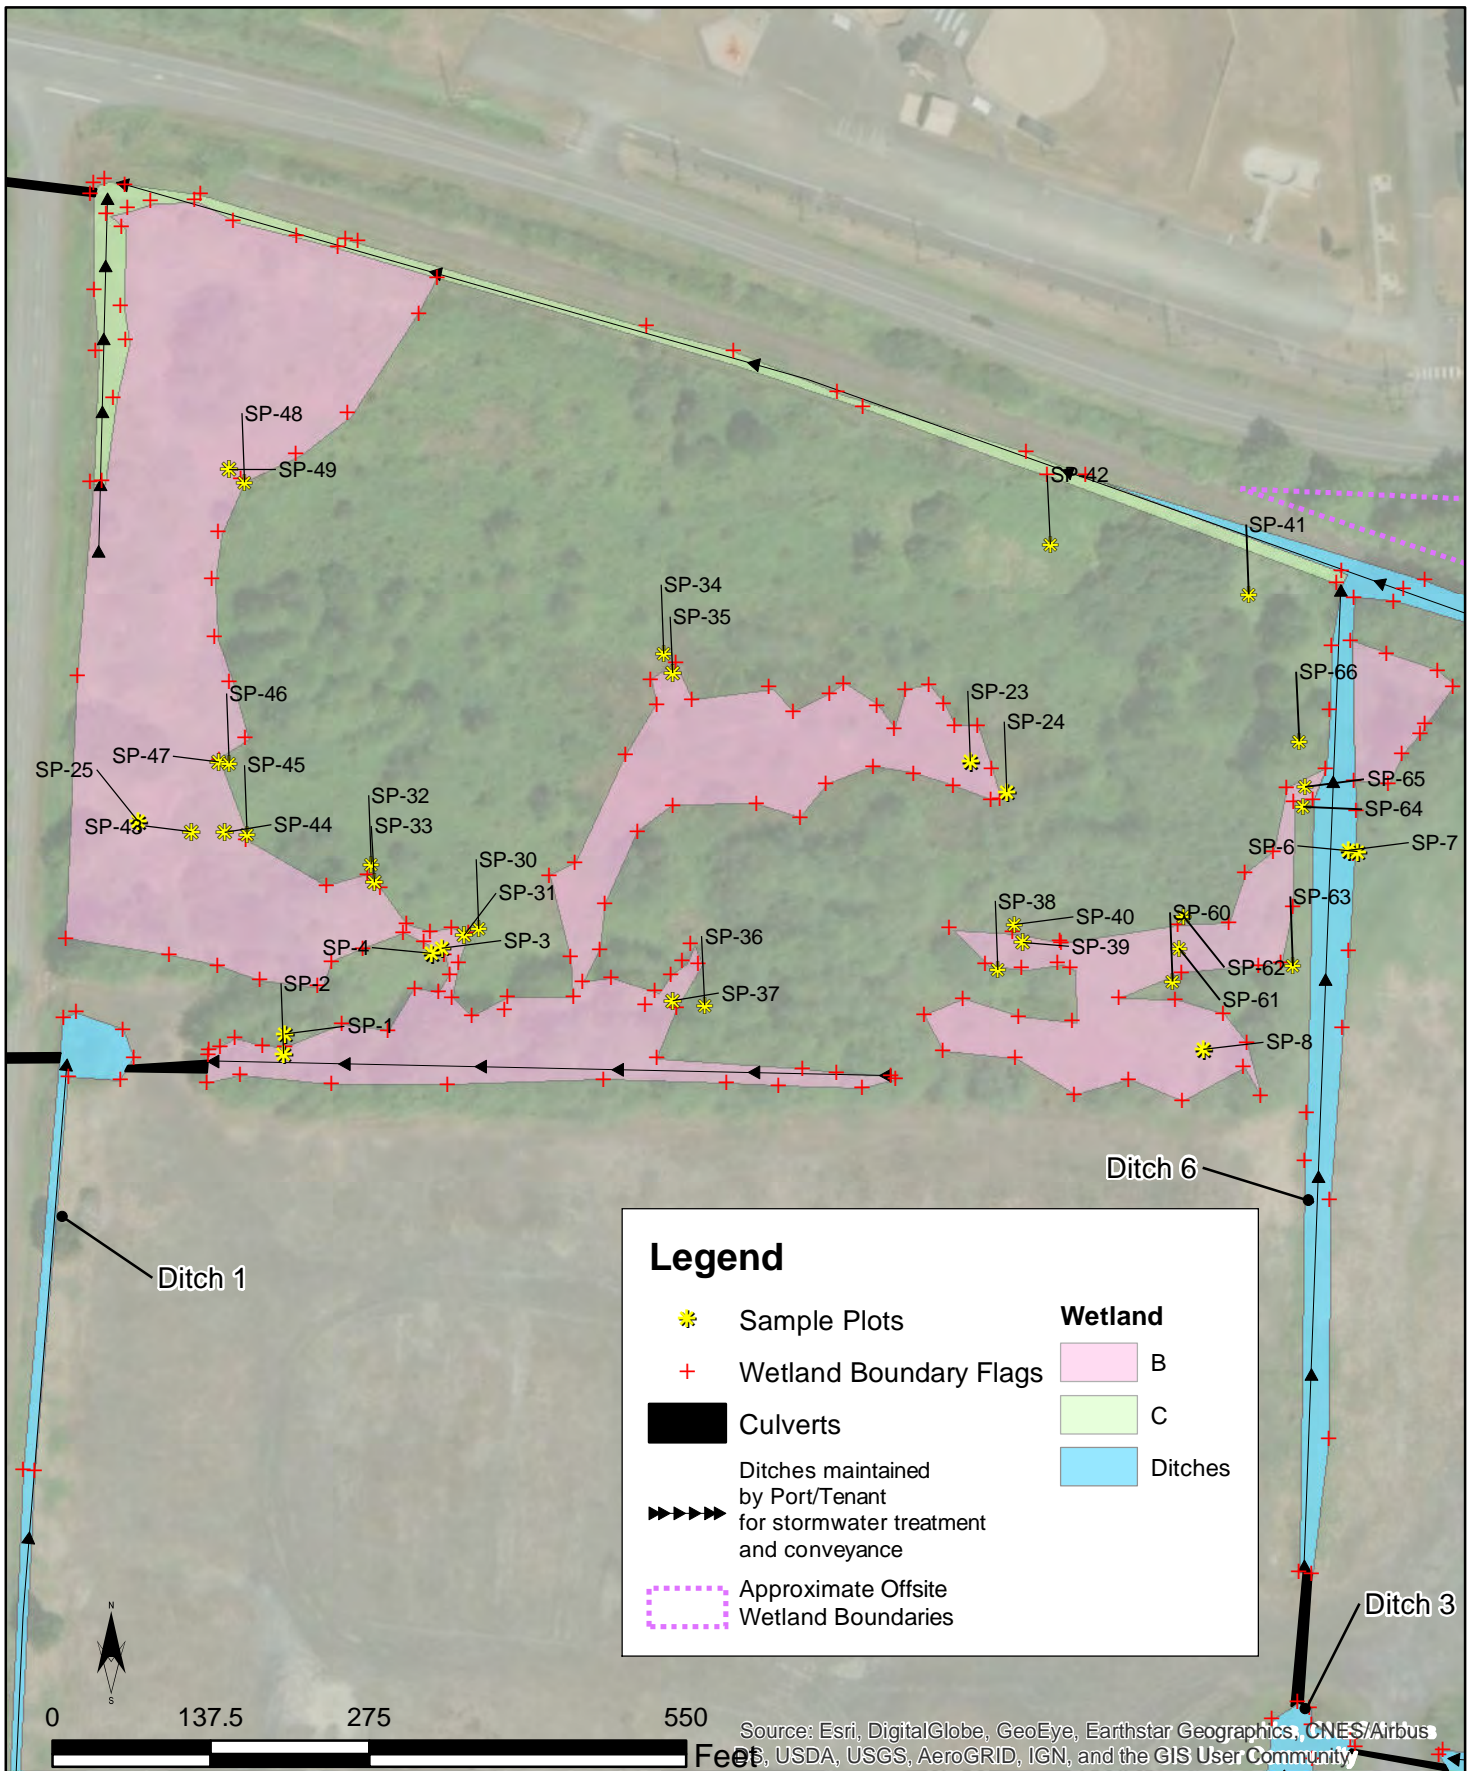 SP-48
SP-49
SP-42
SP-41
SP-34
SP-35
SP-66
SP-46
SP-23
SP-24
SP-47
SP-45
SP-25
SP-65
SP-32
SP-64
SP-43
SP-44
SP-33
SP-6
SP-7
SP-30
SP-31
SP-38
SP-63
SP-40
SP-60
SP-4
SP-3
SP-36
SP-39
SP-62
SP-2
SP-37
SP-61
SP-1
SP-8
Ditch 6
Ditch 1
Legend
Sample Plots
Wetland Boundary Flags
Culverts
Ditches maintained
by Port/Tenant
for stormwater treatment
and conveyance
Approximate Offsite
Wetland Boundaries
Wetland
B
C
Ditches
Ditch 3
N
S
0 137.5 275 550
Feet
Source: Esri, DigitalGlobe, GeoEye, Earthstar Geographics, CNES/Airbus
DS, USDA, USGS, AeroGRID, IGN, and the GIS User Community